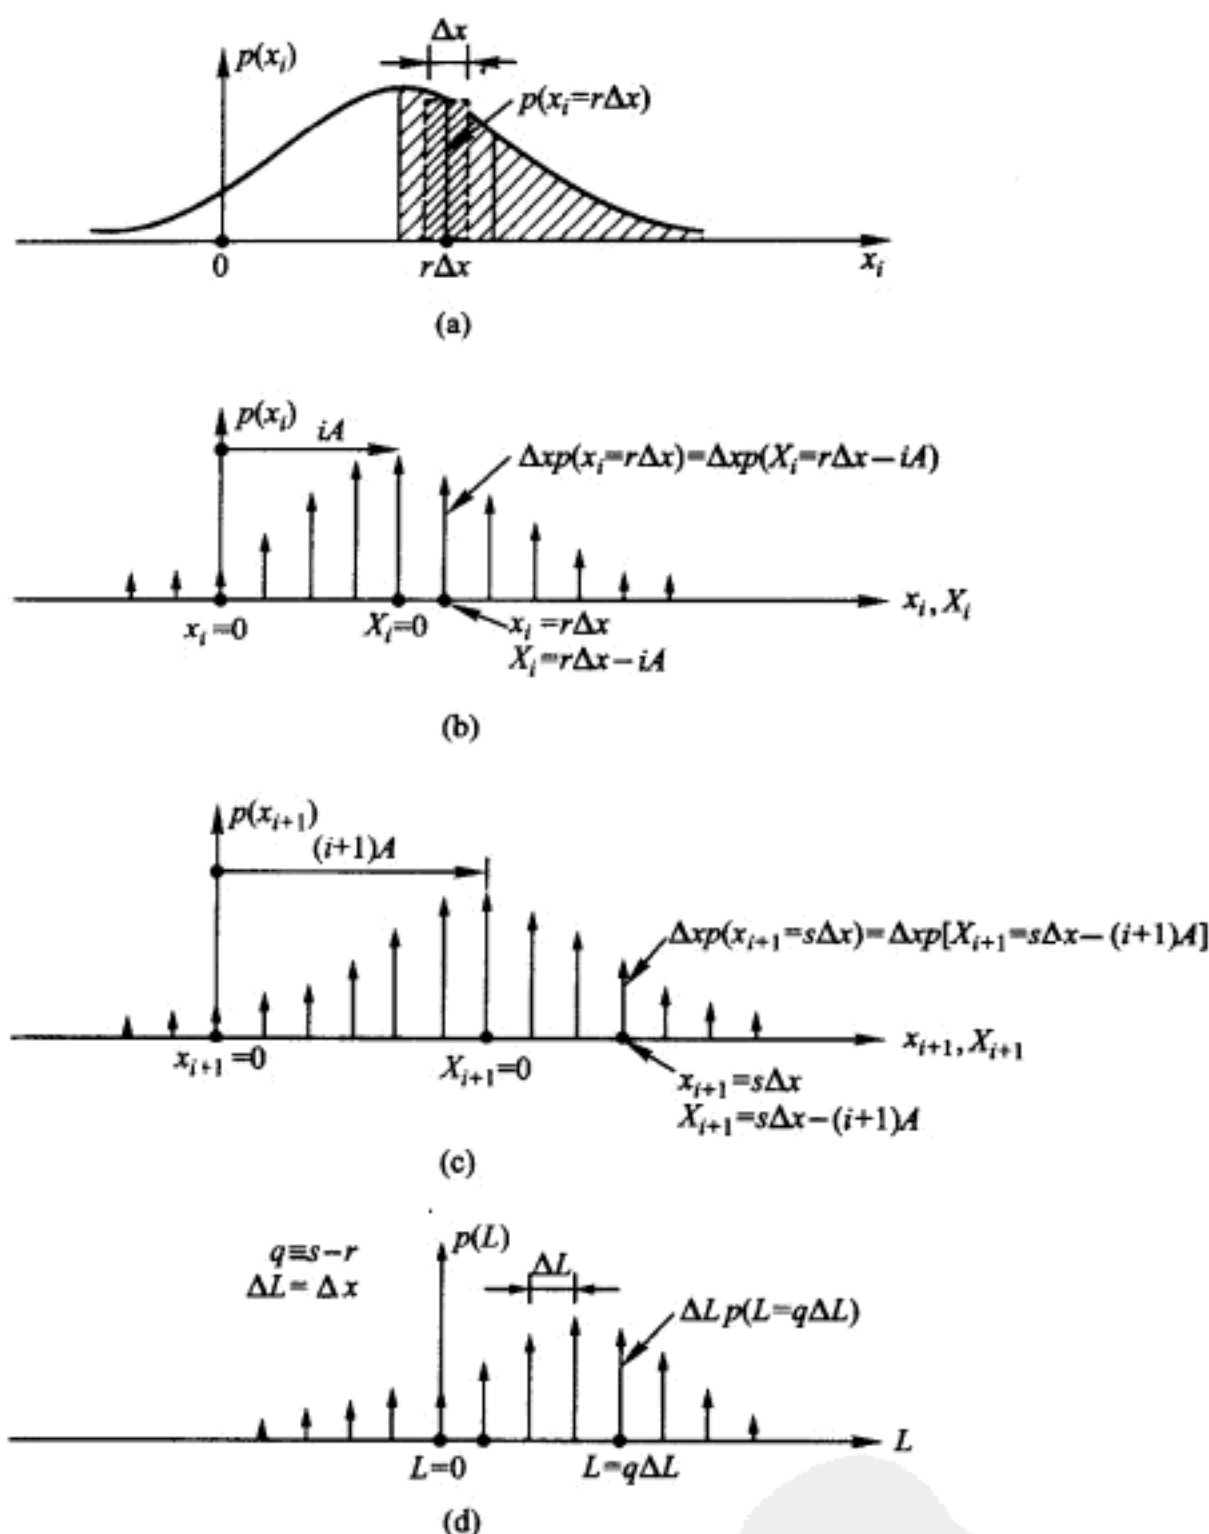 Δx
p(xᵢ)
p(xᵢ=rΔx)
0
rΔx
xᵢ
(a)
p(xᵢ)
iA
Δxp(xᵢ=rΔx)=Δxp(Xᵢ=rΔx−iA)
xᵢ=0
Xᵢ=0
xᵢ=rΔx
Xᵢ=rΔx−iA
xᵢ, Xᵢ
(b)
p(xᵢ₊₁)
(i+1)A
Δxp(xᵢ₊₁=sΔx)=Δxp[Xᵢ₊₁=sΔx−(i+1)A]
xᵢ₊₁=0
Xᵢ₊₁=0
xᵢ₊₁, Xᵢ₊₁
xᵢ₊₁=sΔx
Xᵢ₊₁=sΔx−(i+1)A
(c)
q≡s−r
ΔL=Δx
p(L)
ΔL
ΔLp(L=qΔL)
L
L=0
L=qΔL
(d)